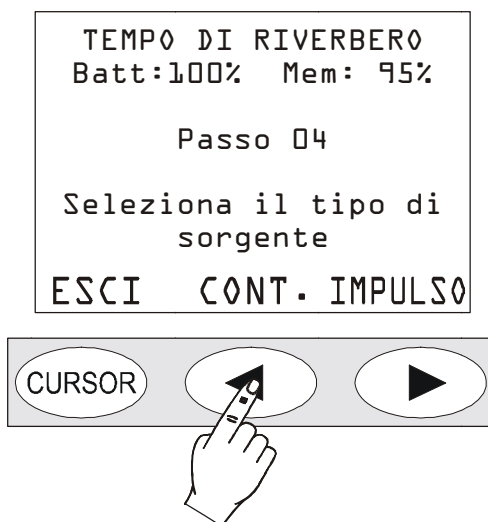 TEMPO DI RIVERBERO
Batt:100% Mem: 95%
Passo 04
Seleziona il tipo di
sorgente
ESCI CONT. IMPULSO
CURSOR